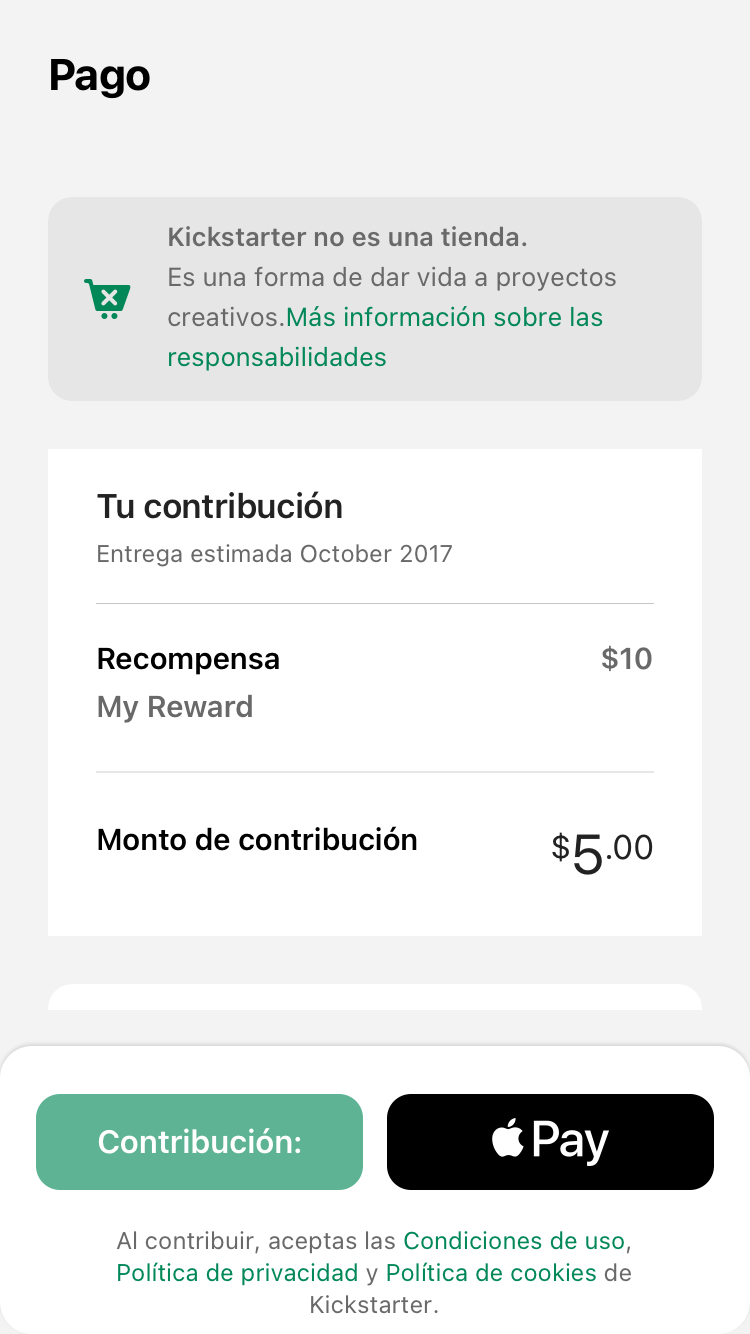 Pago
Kickstarter no es una tienda.
Es una forma de dar vida a proyectos
creativos.Más información sobre las
responsabilidades
Tu contribución
Entrega estimada October 2017
Recompensa $10
My Reward
Monto de contribución $5.00
Contribución: Pay
Al contribuir, aceptas las Condiciones de uso,
Política de privacidad y Política de cookies de
Kickstarter.